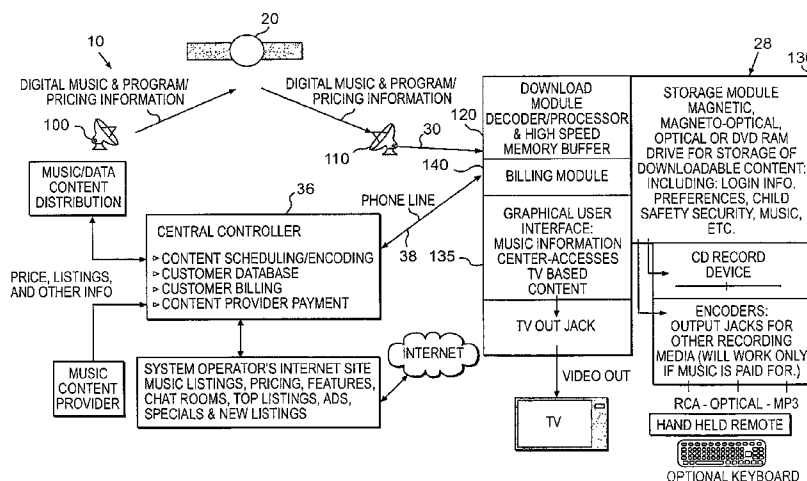 10
20
DIGITAL MUSIC & PROGRAM/
PRICING INFORMATION
DIGITAL MUSIC & PROGRAM/
PRICING INFORMATION
100
110
30
MUSIC/DATA
CONTENT
DISTRIBUTION
36
PHONE LINE
38
CENTRAL CONTROLLER
▷ CONTENT SCHEDULING/ENCODING
▷ CUSTOMER DATABASE
▷ CUSTOMER BILLING
▷ CONTENT PROVIDER PAYMENT
PRICE, LISTINGS,
AND OTHER INFO
MUSIC
CONTENT
PROVIDER
SYSTEM OPERATOR'S INTERNET SITE
MUSIC LISTINGS, PRICING, FEATURES,
CHAT ROOMS, TOP LISTINGS, ADS,
SPECIALS & NEW LISTINGS
INTERNET
120
140
135
DOWNLOAD
MODULE
DECODER/PROCESSOR
& HIGH SPEED
MEMORY BUFFER
BILLING MODULE
GRAPHICAL USER
INTERFACE:
MUSIC INFORMATION
CENTER-ACCESSES
TV BASED
CONTENT
TV OUT JACK
VIDEO OUT
TV
28
130
STORAGE MODULE
MAGNETIC,
MAGNETO-OPTICAL,
OPTICAL OR DVD RAM
DRIVE FOR STORAGE OF
DOWNLOADABLE CONTENT:
INCLUDING: LOGIN INFO.
PREFERENCES, CHILD
SAFETY SECURITY, MUSIC,
ETC.
CD RECORD
DEVICE
ENCODERS:
OUTPUT JACKS FOR
OTHER RECORDING
MEDIA (WILL WORK ONLY
IF MUSIC IS PAID FOR.)
RCA - OPTICAL - MP3
HAND HELD REMOTE
OPTIONAL KEYBOARD